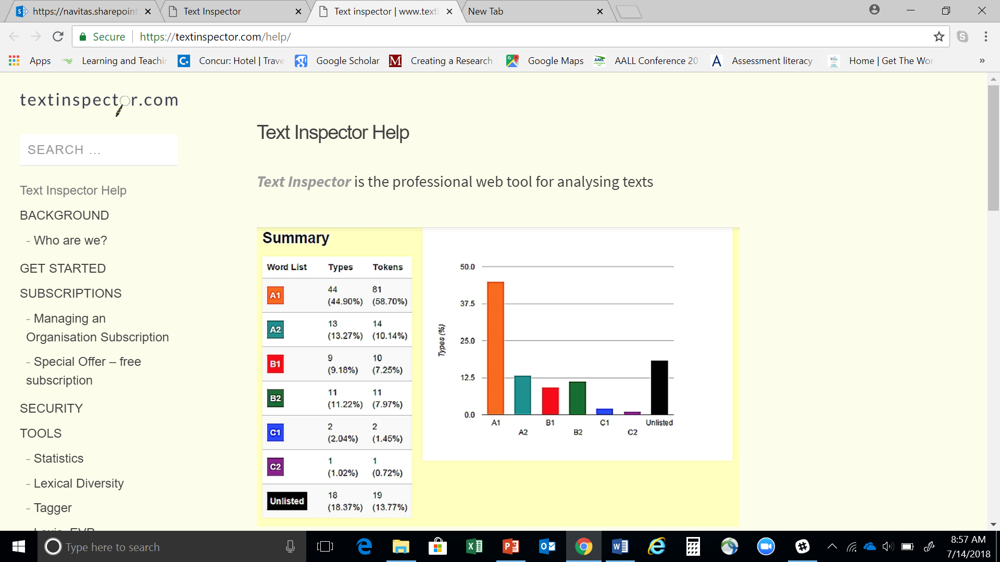 https://navitas.sharepoint
Text Inspector
Text inspector | www.texti
New Tab
Secure
https://textinspector.com/help/
Apps
Learning and Teachi
Concur: Hotel | Trave
Google Scholar
M
Creating a Research
Google Maps
AALL Conference 20
Assessment literacy
Home | Get The Wor
»
textinspector.com
SEARCH ...
Text Inspector Help
BACKGROUND
- Who are we?
GET STARTED
SUBSCRIPTIONS
- Managing an
Organisation Subscription
- Special Offer – free
subscription
SECURITY
TOOLS
- Statistics
- Lexical Diversity
- Tagger
Text Inspector Help
Text Inspector is the professional web tool for analysing texts
Summary
Word List Types Tokens
A1 44 81
(44.90%) (58.70%)
A2 13 14
(13.27%) (10.14%)
B1 9 10
(9.18%) (7.25%)
B2 11 11
(11.22%) (7.97%)
C1 2 2
(2.04%) (1.45%)
C2 1 1
(1.02%) (0.72%)
Unlisted 18 19
(18.37%) (13.77%)
Types (%)
50.0
37.5
25.0
12.5
0.0
A1 A2 B1 B2 C1 C2 Unlisted
Type here to search
8:57 AM
7/14/2018